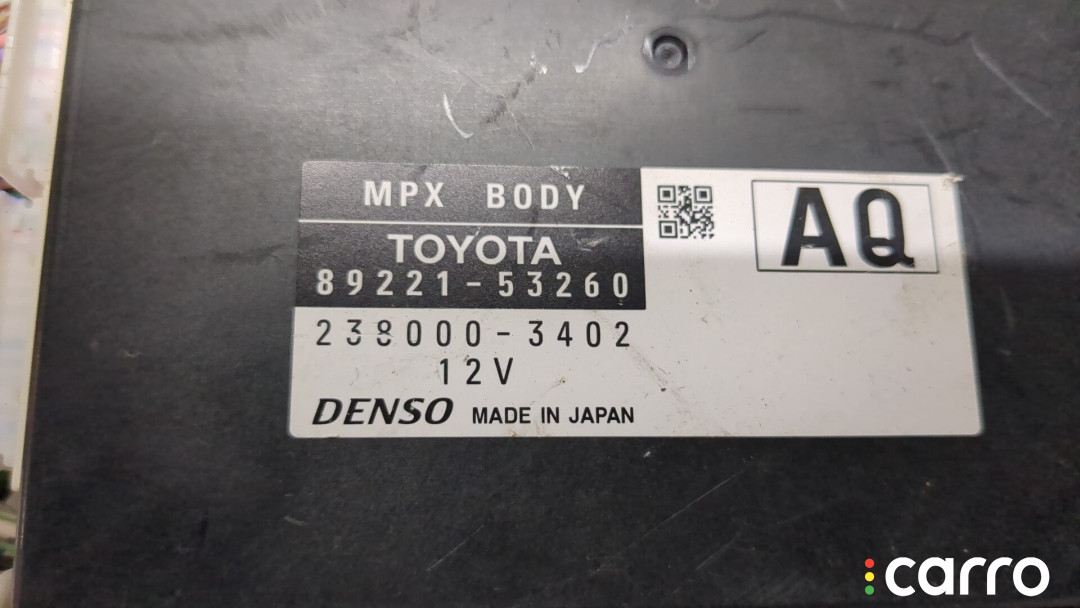 MPX BODY
TOYOTA
89221-53260
238000-3402
12V
DENSO MADE IN JAPAN
AQ
carro